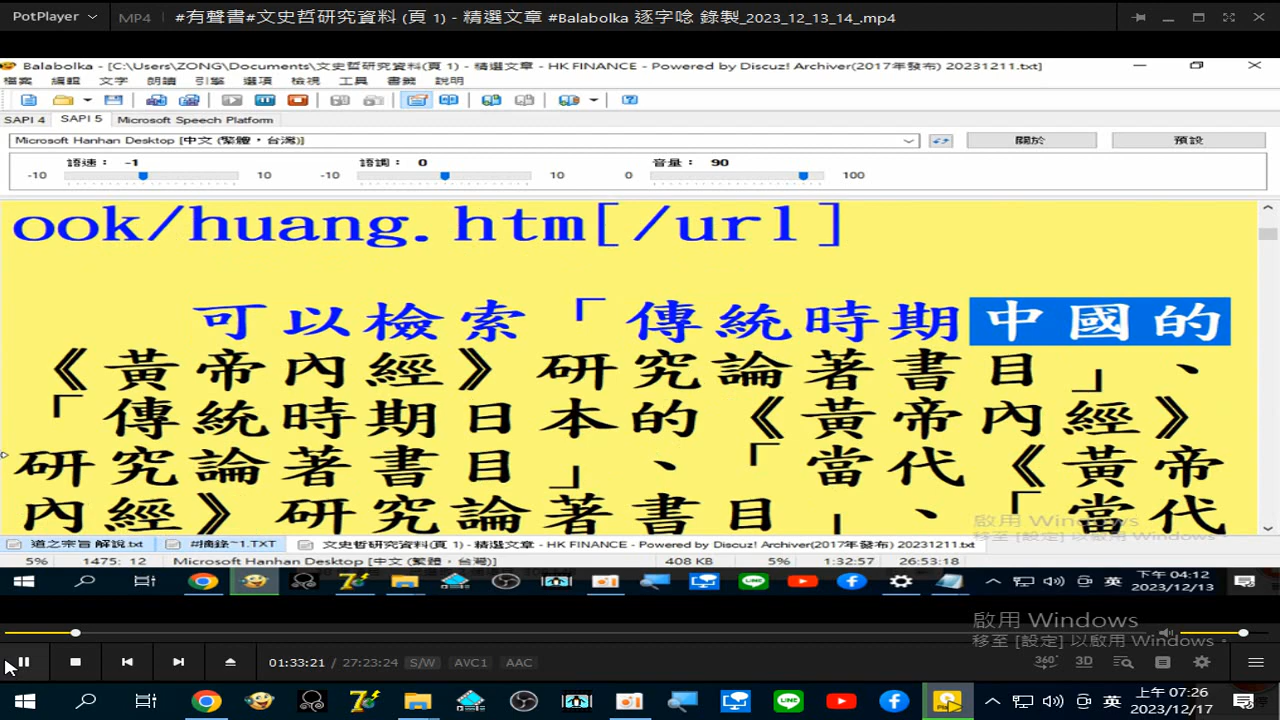 PotPlayer MP4 #有聲書#文史哲研究資料 (頁 1) - 精選文章 #Balabolka 逐字唸 錄製_2023_12_13_14_.mp4
Balabolka - [C:\Users\ZONG\Documents\文史哲研究資料(頁 1) - 精選文章 - HK FINANCE - Powered by Discuz! Archiver(2017年發布) 20231211.txt]
檔案 編輯 文字 朗讀 引擎 選項 檢視 工具 書籤 說明
SAPI 4 SAPI 5 Microsoft Speech Platform
Microsoft Hanhan Desktop [中文 (繁體，台灣)] 關於 預設
語速： -1 語調： 0 音量： 90
-10 10 -10 10 0 100
ook/huang.htm[/url]
可以檢索「傳統時期中國的
《黃帝內經》研究論著書目」、
「傳統時期日本的《黃帝內經》
研究論著書目」、「當代《黃帝
內經》研究論著書目」、「當代
啟用 Windows
移至 [設定] 以啟用 Windows。
道之宗旨 解說.txt #摘錄~1.TXT 文史哲研究資料(頁 1) - 精選文章 - HK FINANCE - Powered by Discuz! Archiver(2017年發布) 20231211.txt
5% 1475: 12 Microsoft Hanhan Desktop [中文 (繁體，台灣)] 408 KB 5% 1:32:57 26:53:18
英 下午 04:12
2023/12/13
啟用 Windows
移至 [設定] 以啟用 Windows。
01:33:21 / 27:23:24 S/W AVC1 AAC 360° 3D
英 上午 07:26
2023/12/17